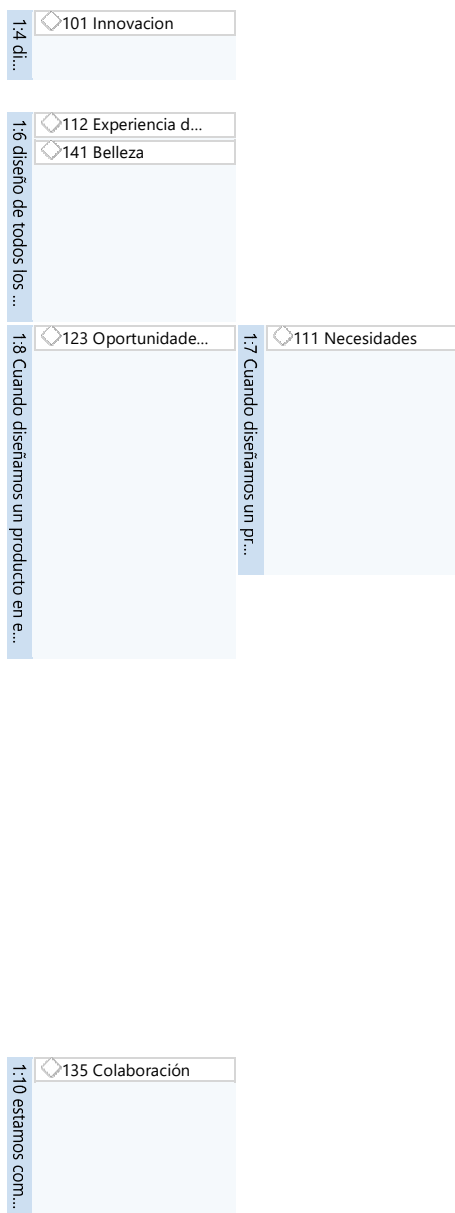 1:4 di...
101 Innovacion
1:6 diseño de todos los ...
112 Experiencia d...
141 Belleza
1:8 Cuando diseñamos un producto en e...
123 Oportunidade...
1:7 Cuando diseñamos un pr...
111 Necesidades
1:10 estamos com...
135 Colaboración